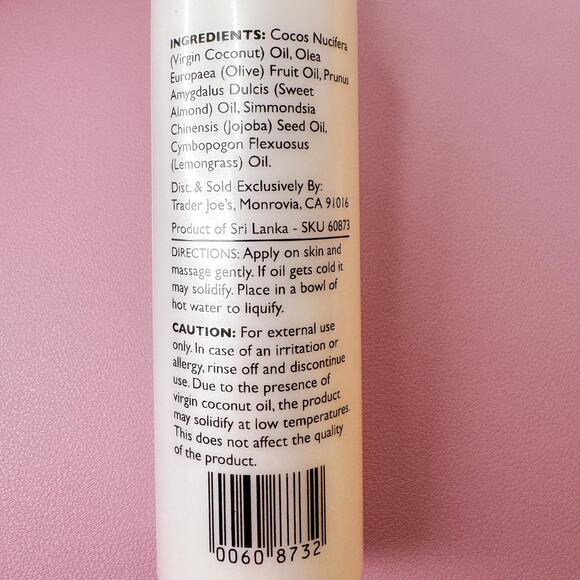 INGREDIENTS: Cocos Nucifera
(Virgin Coconut) Oil, Olea
Europaea (Olive) Fruit Oil, Prunus
Amygdalus Dulcis (Sweet
Almond) Oil, Simmondsia
Chinensis (Jojoba) Seed Oil,
Cymbopogon Flexuosus
(Lemongrass) Oil.
Dist. & Sold Exclusively By:
Trader Joe's, Monrovia, CA 91016
Product of Sri Lanka - SKU 60873
DIRECTIONS: Apply on skin and
massage gently. If oil gets cold it
may solidify. Place in a bowl of
hot water to liquify.
CAUTION: For external use
only. In case of an irritation or
allergy, rinse off and discontinue
use. Due to the presence of
virgin coconut oil, the product
may solidify at low temperatures.
This does not affect the quality
of the product.
0060 8732